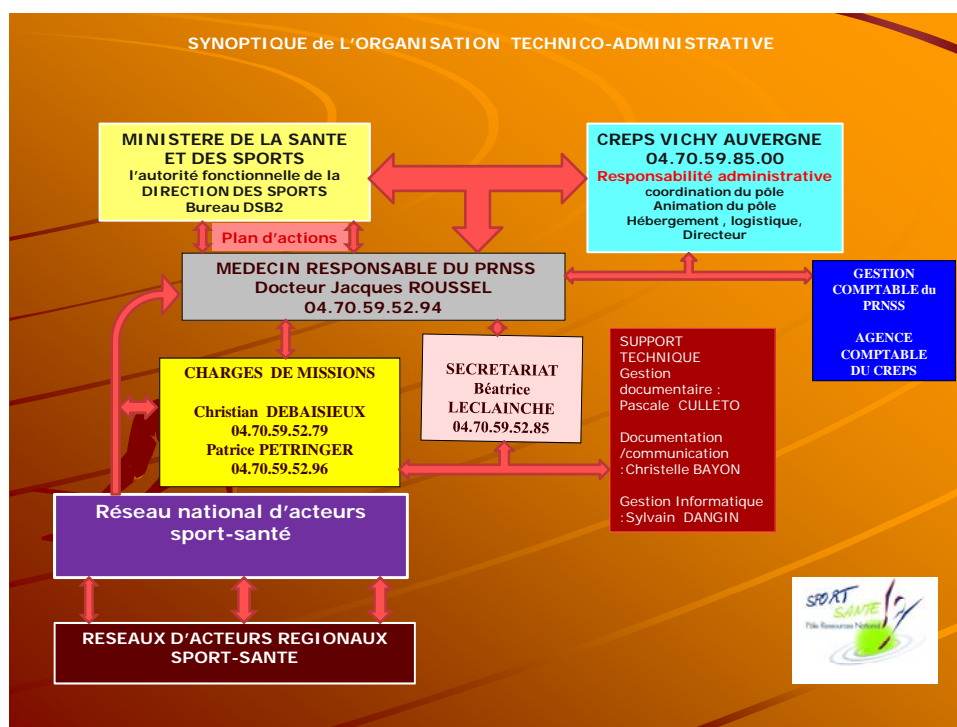 SYNOPTIQUE de L'ORGANISATION TECHNICO-ADMINISTRATIVE
MINISTERE DE LA SANTE
ET DES SPORTS
l'autorité fonctionnelle de la
DIRECTION DES SPORTS
Bureau DSB2
CREPS VICHY AUVERGNE
04.70.59.85.00
Responsabilité administrative
coordination du pôle
Animation du pôle
Hébergement , logistique,
Directeur
Plan d'actions
MEDECIN RESPONSABLE DU PRNSS
Docteur Jacques ROUSSEL
04.70.59.52.94
GESTION
COMPTABLE du
PRNSS
AGENCE
COMPTABLE
DU CREPS
CHARGES DE MISSIONS
Christian DEBAISIEUX
04.70.59.52.79
Patrice PETRINGER
04.70.59.52.96
SECRETARIAT
Béatrice
LECLAINCHE
04.70.59.52.85
SUPPORT
TECHNIQUE
Gestion
documentaire :
Pascale CULLETO
Documentation
/communication
:Christelle BAYON
Gestion Informatique
:Sylvain DANGIN
Réseau national d'acteurs
sport-santé
RESEAUX D'ACTEURS REGIONAUX
SPORT-SANTE
SPORT
SANTE
Pôle Ressources National